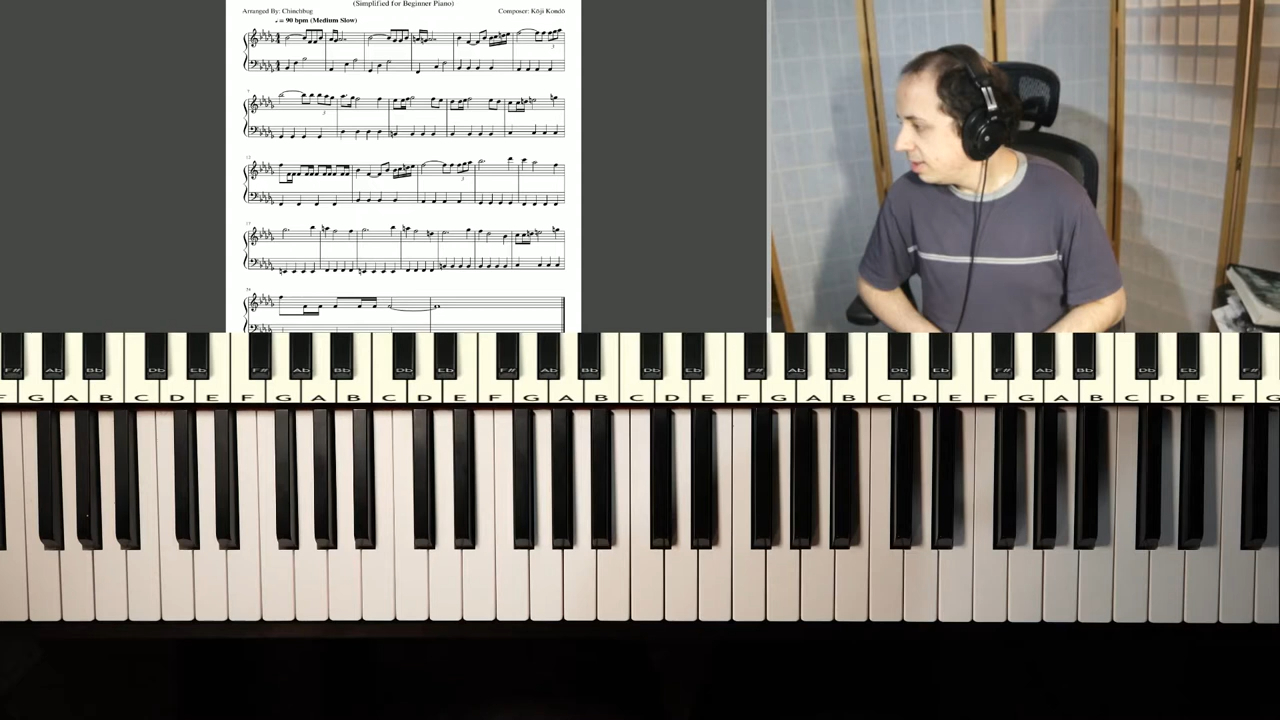 (Simplified for Beginner Piano)
Arranged By: Chinchbug
Composer: Kōji Kondō
♩ = 90 bpm (Medium Slow)
F# Ab Bb Db Eb F# Ab Bb Db Eb F# Ab Bb Db Eb F# Ab Bb Db Eb F# Ab Bb Db Eb F#
F G A B C D E F G A B C D E F G A B C D E F G A B C D E F G A B C D E F G